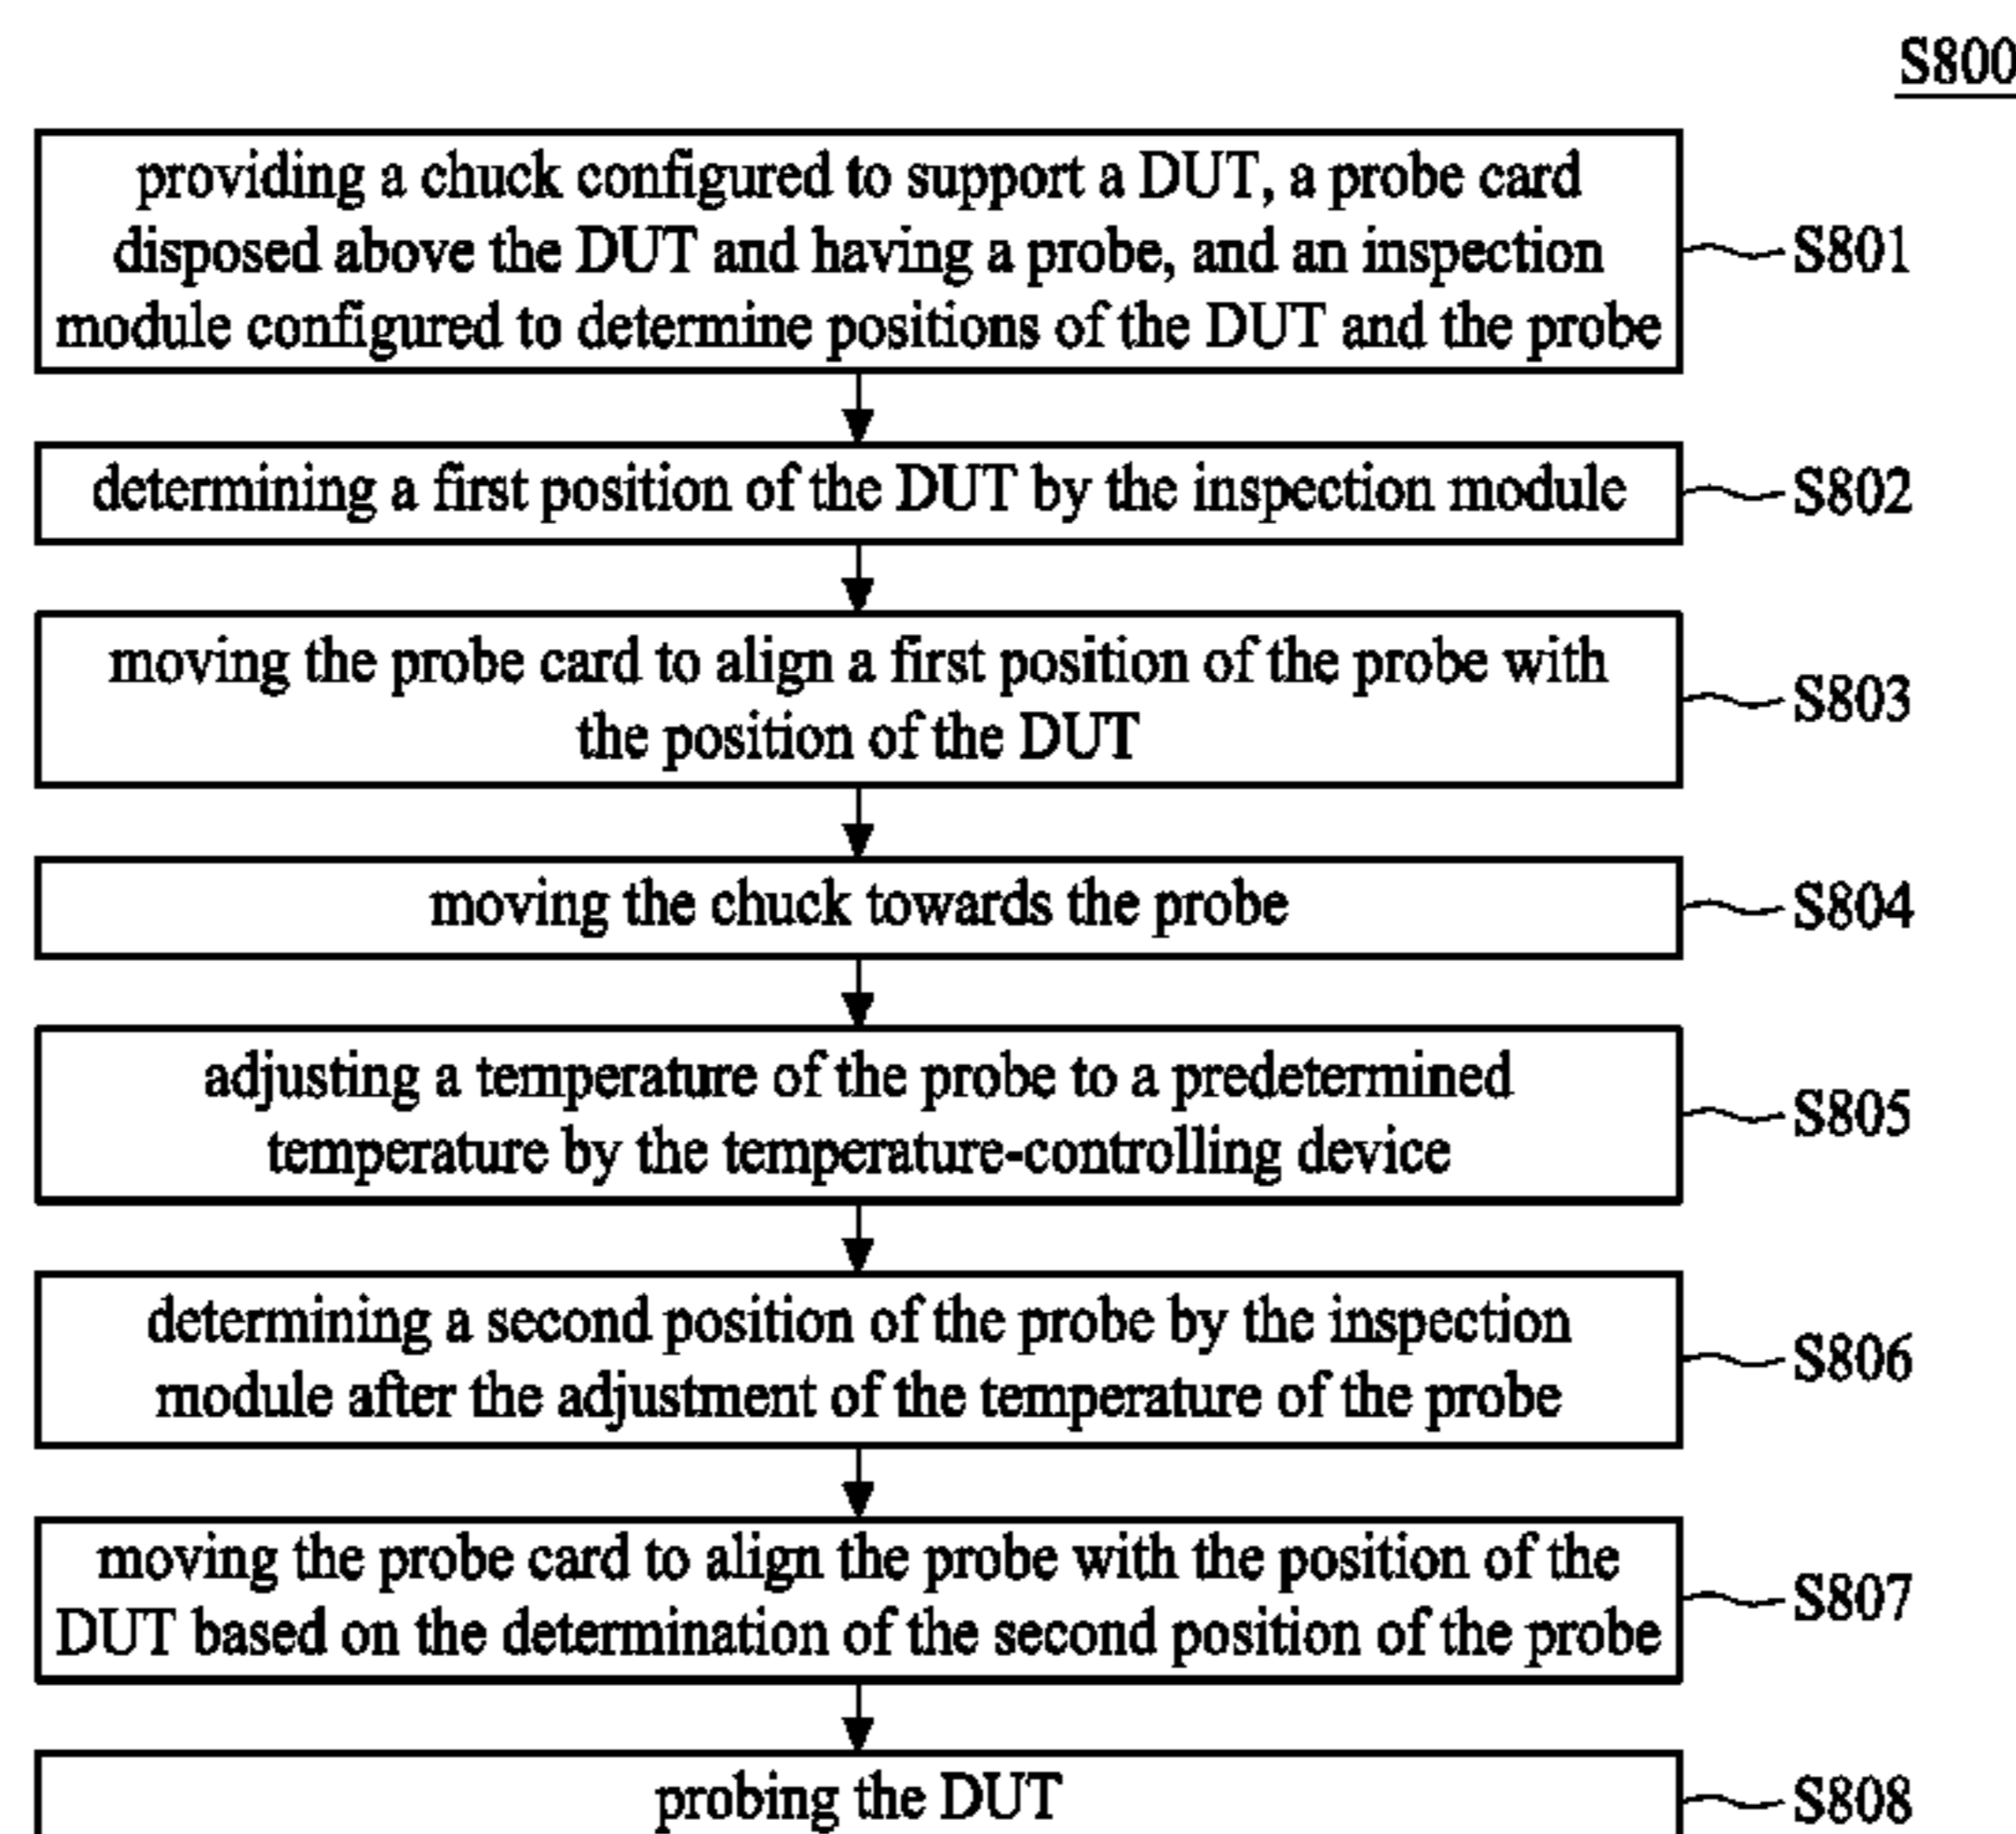 S800
providing a chuck configured to support a DUT, a probe card
disposed above the DUT and having a probe, and an inspection
module configured to determine positions of the DUT and the probe
S801
determining a first position of the DUT by the inspection module
S802
moving the probe card to align a first position of the probe with
the position of the DUT
S803
moving the chuck towards the probe
S804
adjusting a temperature of the probe to a predetermined
temperature by the temperature-controlling device
S805
determining a second position of the probe by the inspection
module after the adjustment of the temperature of the probe
S806
moving the probe card to align the probe with the position of the
DUT based on the determination of the second position of the probe
S807
probing the DUT
S808